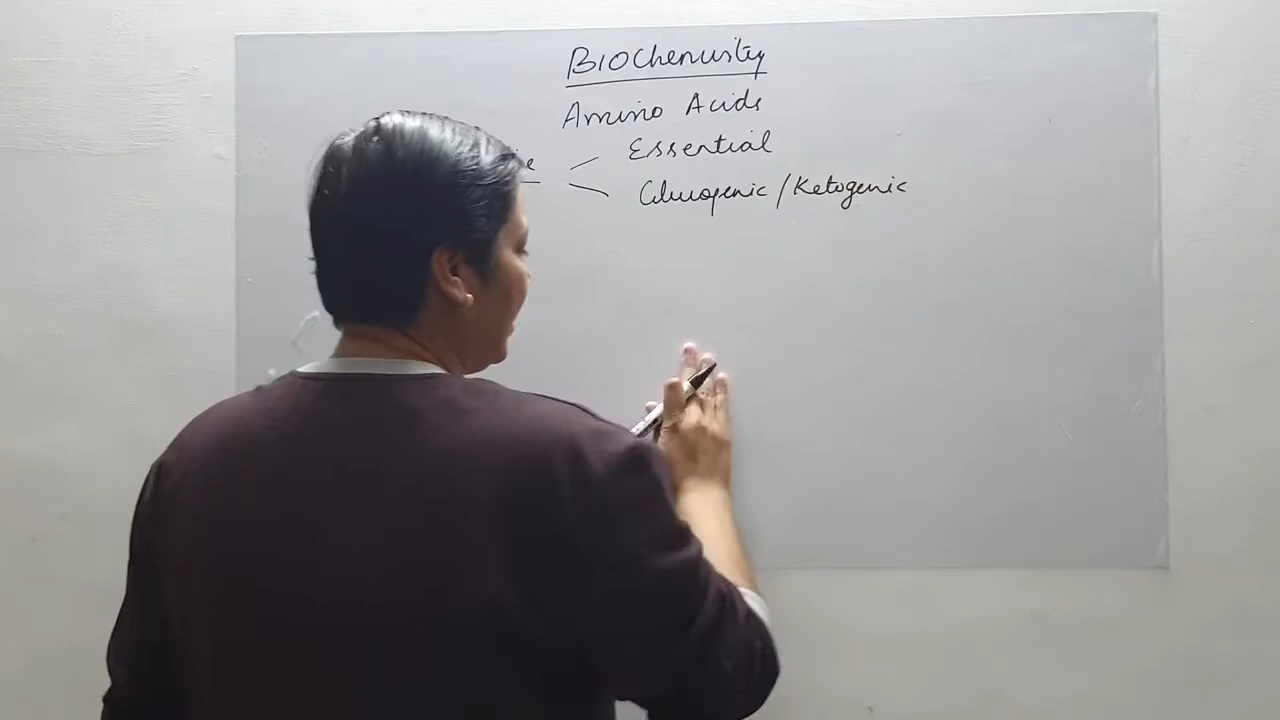 Biochemistry
Amino Acids
Essential
Glucogenic / Ketogenic